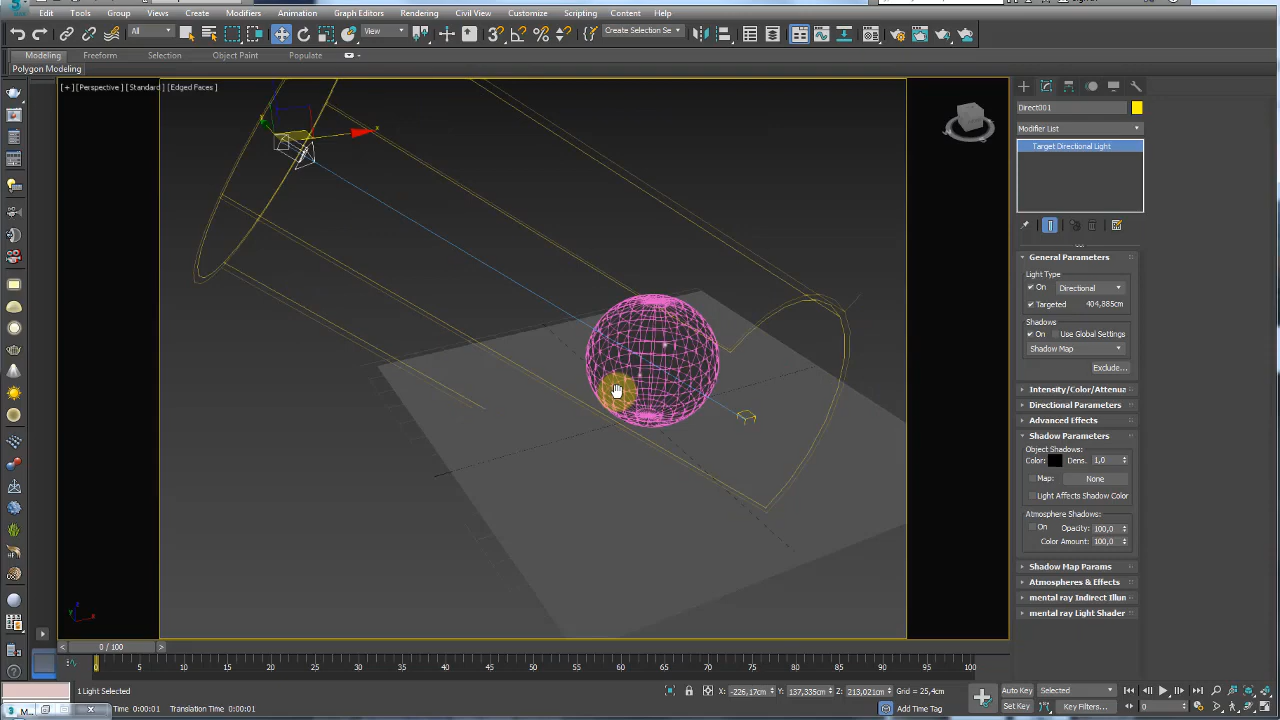 Edit Tools Group Views Create Modifiers Animation Graph Editors Rendering Civil View Customize Scripting Content Help
All View Create Selection Se
Modeling Freeform Selection Object Paint Populate
Polygon Modeling
[+] [Perspective] [Standard] [Edged Faces]
Direct001
Modifier List
Target Directional Light
General Parameters
Light Type
On Directional
Targeted 404,885cm
Shadows
On Use Global Settings
Shadow Map
Exclude...
Intensity/Color/Attenua
Directional Parameters
Advanced Effects
Shadow Parameters
Object Shadows:
Color: Dens. 1,0
Map: None
Light Affects Shadow Color
Atmosphere Shadows:
On Opacity: 100,0
Color Amount: 100,0
Shadow Map Params
Atmospheres & Effects
mental ray Indirect Illun
mental ray Light Shader
x
0 / 100
0 5 10 15 20 25 30 35 40 45 50 55 60 65 70 75 80 85 90 95 100
1 Light Selected X: -226,17cm Y: 137,335cm Z: 213,021cm Grid = 25,4cm Auto Key Selected
Time 0:00:01 Translation Time 0:00:01 Add Time Tag Set Key Key Filters... 0